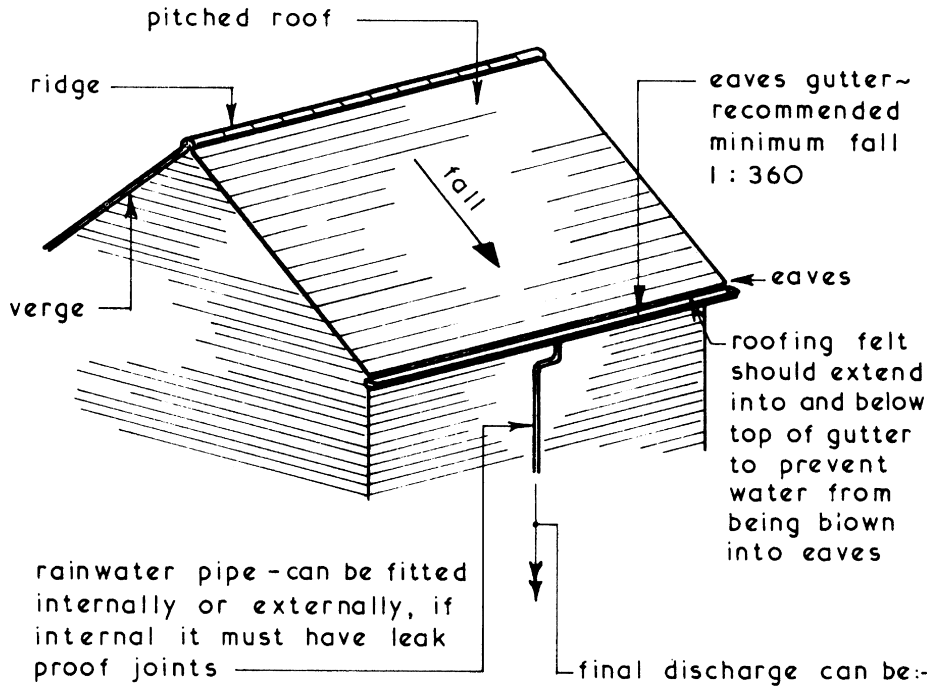 pitched roof
ridge
eaves gutter~
recommended
minimum fall
1 : 360
fall
verge
eaves
roofing felt
should extend
into and below
top of gutter
to prevent
water from
being blown
into eaves
rainwater pipe - can be fitted
internally or externally, if
internal it must have leak
proof joints
final discharge can be:-